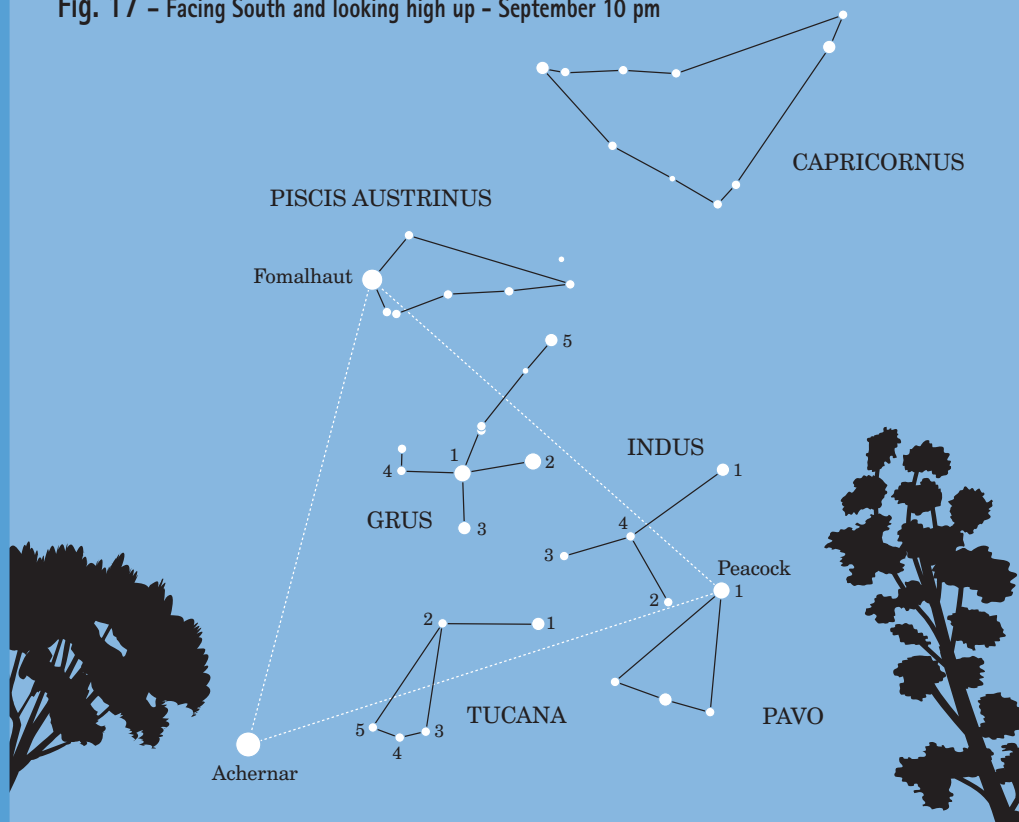 Fig. 17 – Facing South and looking high up - September 10 pm
CAPRICORNUS
PISCIS AUSTRINUS
Fomalhaut
5
1
2
4
3
GRUS
INDUS
1
4
3
2
Peacock
1
2
1
5
4
3
TUCANA
PAVO
Achernar